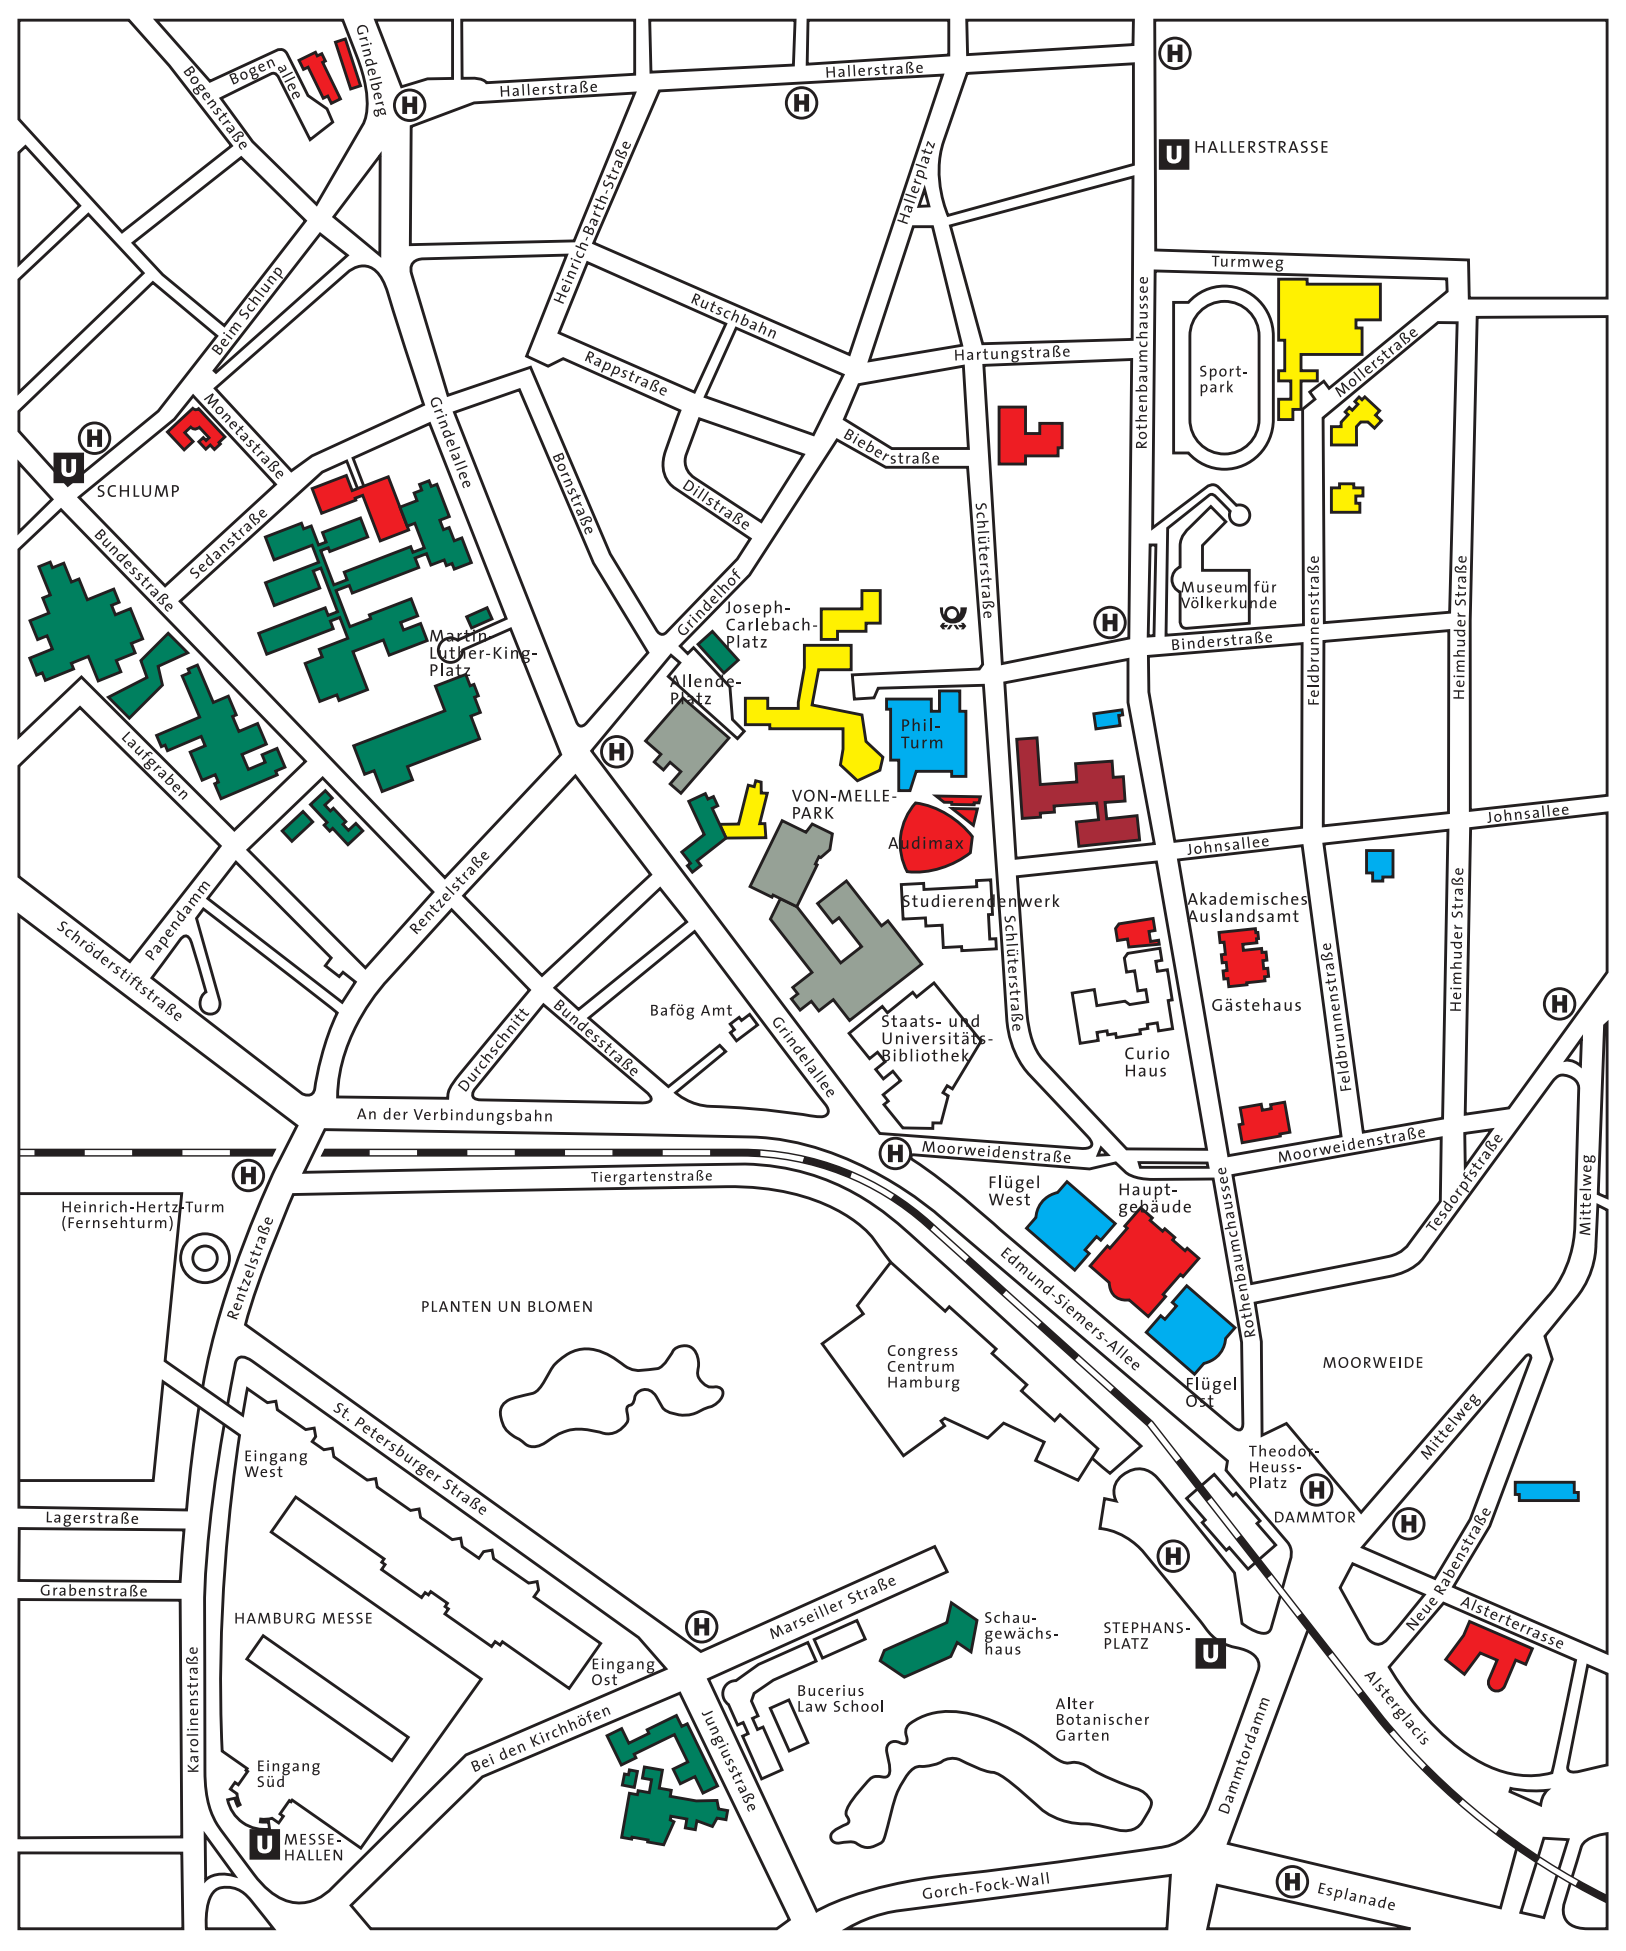 Grindelberg
H
Bogen
allee
Bogenstraße
H
Hallerstraße
Hallerstraße
H
Hallerplatz
U HALLERSTRASSE
Heinrich-Barth-Straße
Beim Schlump
Turmweg
Rutschbahn
Hartungstraße
Rothenbaumchaussee
Rappstraße
Sport-
park
Mollerstraße
Monetastraße
Grindelallee
H
U
SCHLUMP
Bieberstraße
Bornstraße
Dillstraße
Sedanstraße
Bundesstraße
Schlüterstraße
Museum für
Völkerkunde
Feldbrunnenstraße
Heimhuder Straße
Grindelhof
Joseph-
Carlebach-
Platz
H
Binderstraße
Martin-
Luther-King-
Platz
Allende-
Platz
Phil-
Turm
Laufgraben
H
VON-MELLE-
PARK
Audimax
Johnsallee
Johnsallee
Rentzelstraße
Papendamm
Studierendenwerk
Akademisches
Auslandsamt
Heimhuder Straße
Schröderstiftstraße
Schlüterstraße
Feldbrunnenstraße
Gästehaus
H
Bafög Amt
Durchschnitt
Bundesstraße
Grindelallee
Staats- und
Universitäts-
Bibliothek
Curio
Haus
An der Verbindungsbahn
H
Moorweidenstraße
Moorweidenstraße
H
Tiergartenstraße
Tesdorpfstraße
Mittelweg
Heinrich-Hertz-Turm
(Fernsehturm)
Rentzelstraße
Flügel
West
Haupt-
gebäude
Rothenbaumchaussee
Edmund-Siemers-Allee
PLANTEN UN BLOMEN
Congress
Centrum
Hamburg
Flügel
Ost
MOORWEIDE
Mittelweg
St. Petersburger Straße
Eingang
West
Theodor-
Heuss-
Platz
H
DAMMTOR
H
Lagerstraße
H
Neue Rabenstraße
Grabenstraße
HAMBURG MESSE
H
Marseiller Straße
Schau-
gewächs-
haus
STEPHANS-
PLATZ
U
Alsterterrasse
Karolinenstraße
Eingang
Ost
Bucerius
Law School
Alter
Botanischer
Garten
Alsterglacis
Bei den Kirchhöfen
Jungiusstraße
Dammtordamm
Eingang
Süd
U MESSE-
HALLEN
Gorch-Fock-Wall
H
Esplanade